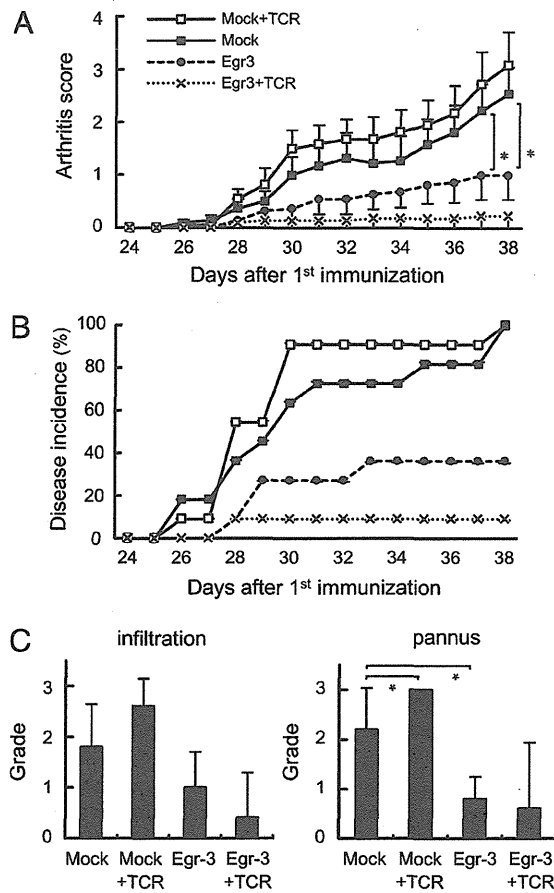 A
Arthritis score
4
3
2
1
0
Mock+TCR
Mock
Egr3
Egr3+TCR
*
*
24 26 28 30 32 34 36 38
Days after 1st immunization
B
Disease incidence (%)
100
80
60
40
20
0
24 26 28 30 32 34 36 38
Days after 1st immunization
C
infiltration
Grade
3
2
1
0
Mock Mock +TCR Egr-3 Egr-3 +TCR
pannus
Grade
3
2
1
0
*
*
Mock Mock +TCR Egr-3 Egr-3 +TCR